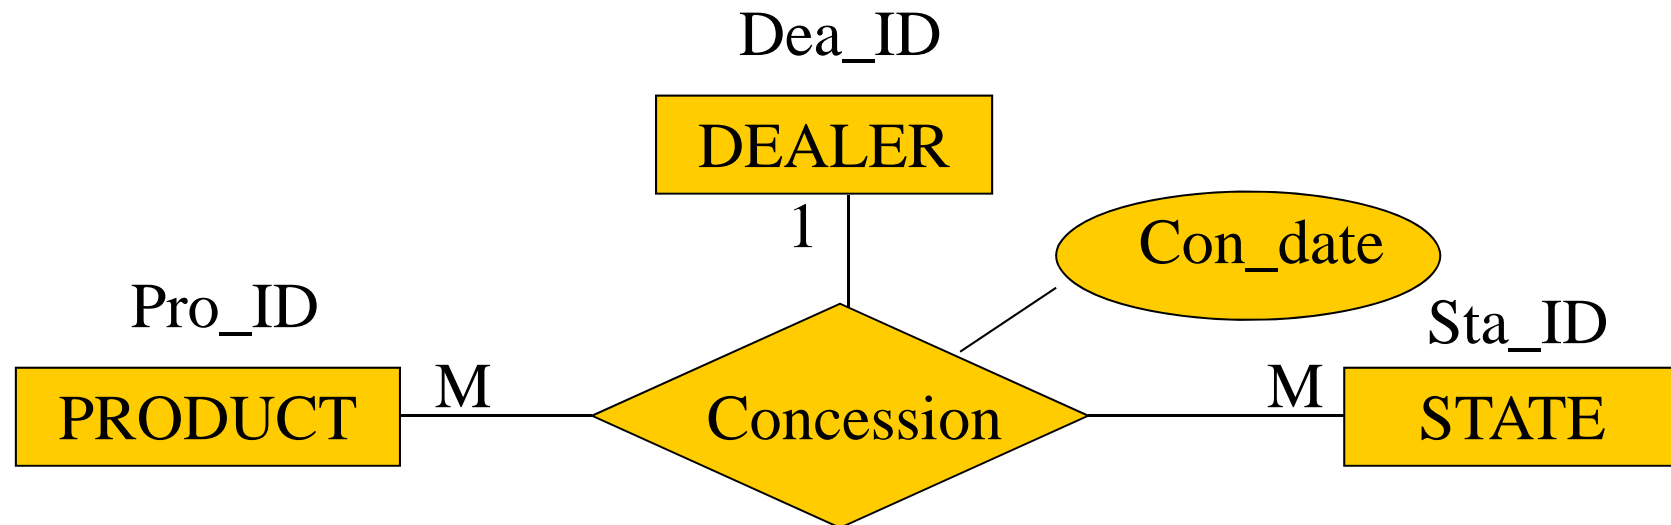 Dea_ID
DEALER
1
Con_date
Pro_ID
Sta_ID
PRODUCT
M
Concession
M
STATE